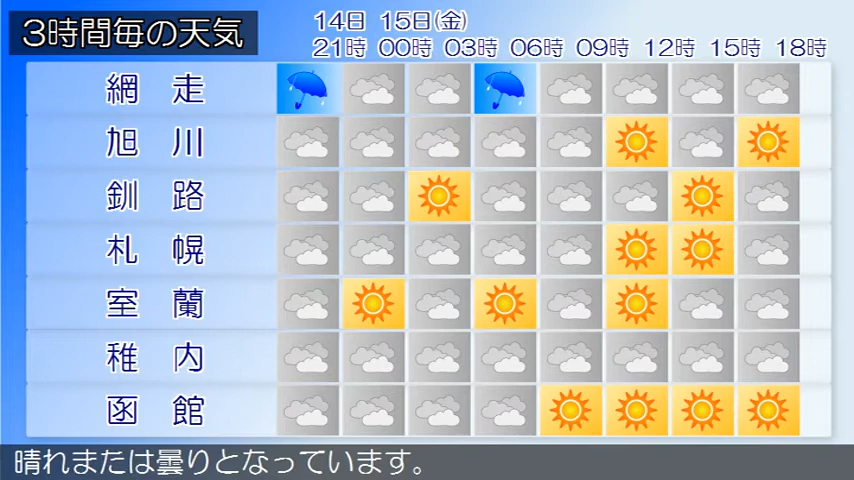 3時間毎の天気
14日 15日(金)
21時 00時 03時 06時 09時 12時 15時 18時
網走
旭川
釧路
札幌
室蘭
稚内
函館
晴れまたは曇りとなっています。